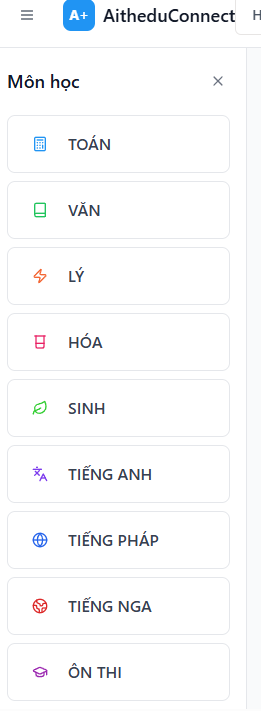 A+ AitheduConnect H
Môn học
TOÁN
VĂN
LÝ
HÓA
SINH
TIẾNG ANH
TIẾNG PHÁP
TIẾNG NGA
ÔN THI